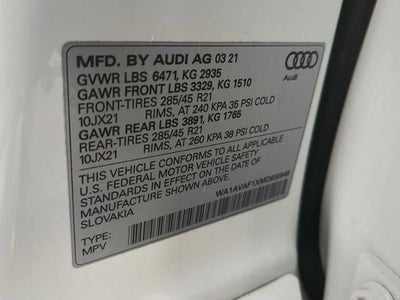 MFD. BY AUDI AG 03 21
GVWR LBS 6471, KG 2935
GAWR FRONT LBS 3329, KG 1510
FRONT-TIRES 285/45 R21
10JX21 RIMS, AT 240 KPA 35 PSI COLD
GAWR REAR LBS 3891, KG 1765
REAR-TIRES 285/45 R21
10JX21 RIMS, AT 260 KPA 38 PSI COLD
THIS VEHICLE CONFORMS TO ALL APPLICABLE
U.S. FEDERAL MOTOR VEHICLE SAFETY
STANDARDS IN EFFECT ON THE DATE OF
MANUFACTURE SHOWN ABOVE.
SLOVAKIA
TYPE:
MPV
Audi